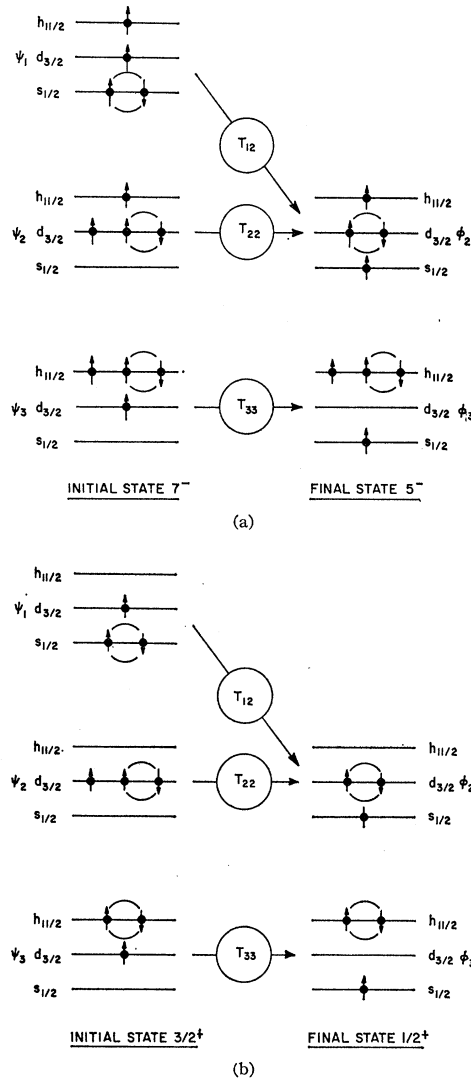 h11/2
ψ1 d3/2
s1/2
T12
h11/2
ψ2 d3/2
s1/2
T22
h11/2
d3/2 ϕ2
s1/2
h11/2
ψ3 d3/2
s1/2
T33
h11/2
d3/2 ϕ3
s1/2
INITIAL STATE 7-
FINAL STATE 5-
(a)
h11/2
ψ1 d3/2
s1/2
T12
h11/2
ψ2 d3/2
s1/2
T22
h11/2
d3/2 ϕ2
s1/2
h11/2
ψ3 d3/2
s1/2
T33
h11/2
d3/2 ϕ3
s1/2
INITIAL STATE 3/2+
FINAL STATE 1/2+
(b)